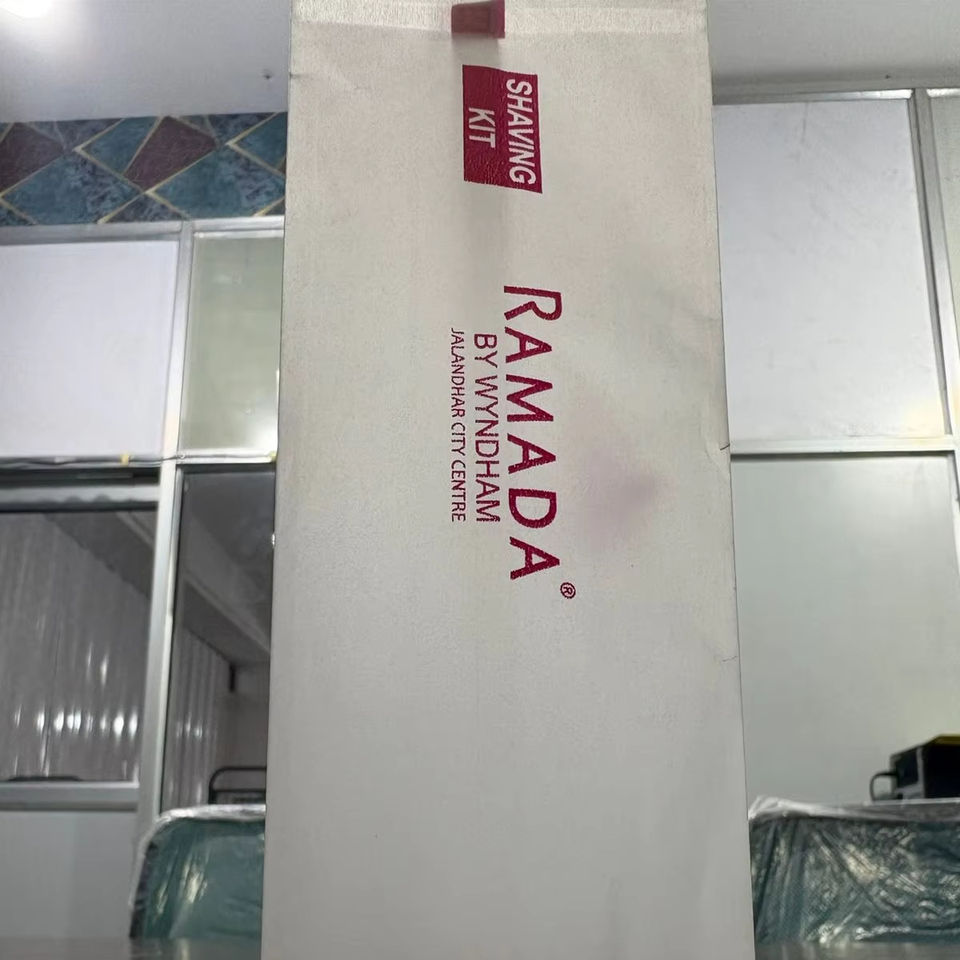 SHAVING
KIT
RAMADA®
BY WYNDHAM
JALANDHAR CITY CENTRE